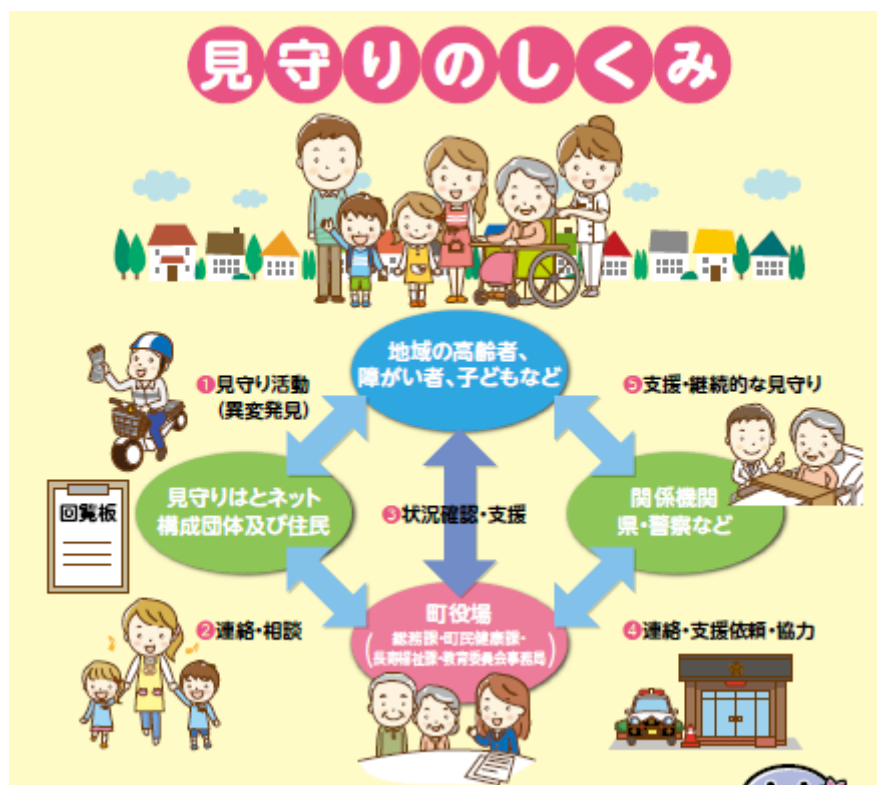 見守りのしくみ
地域の高齢者、
障がい者、子どもなど
❶見守り活動
(異変発見)
❺支援・継続的な見守り
見守りはとネット
構成団体及び住民
回覧板
❸状況確認・支援
関係機関
県・警察など
❷連絡・相談
町役場
(総務課・町民健康課・
長寿福祉課・教育委員会事務局)
❹連絡・支援依頼・協力